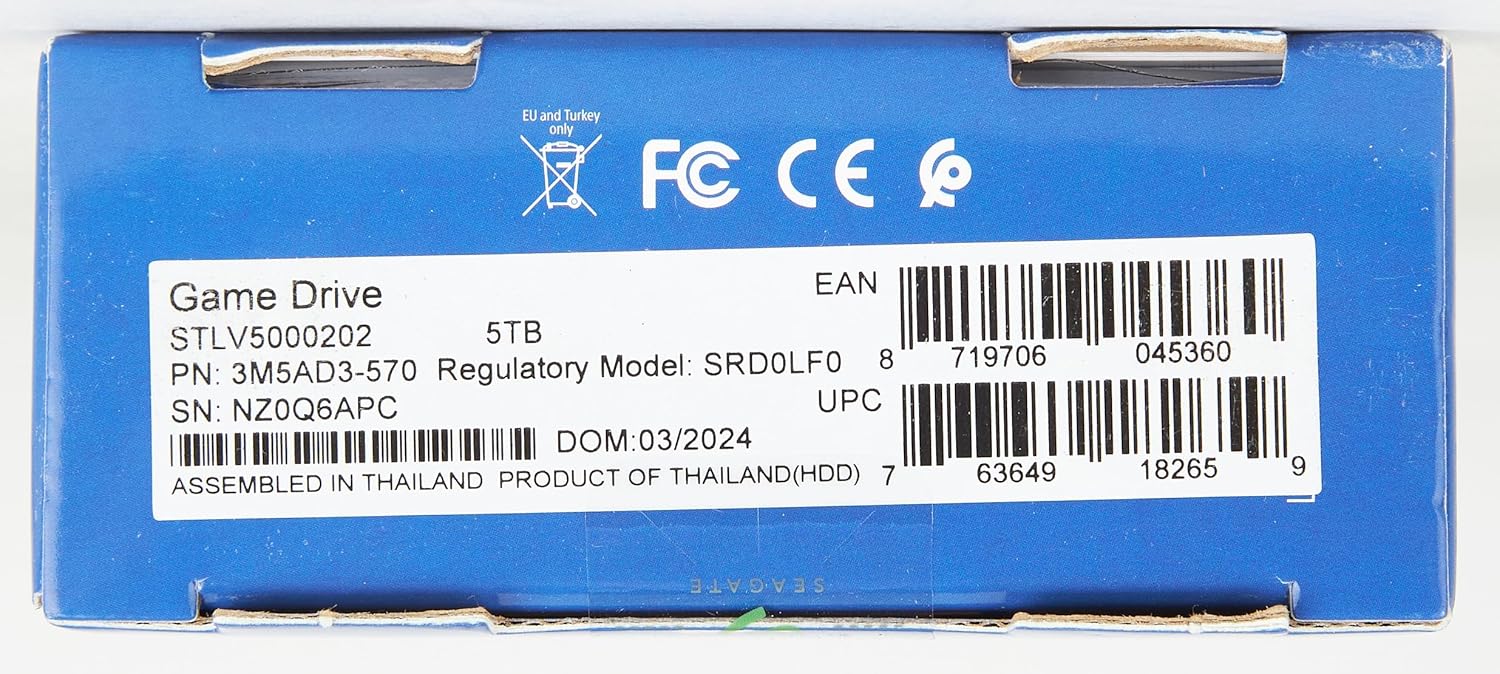 EU and Turkey
only
FC CE
Game Drive
STLV5000202 5TB
PN: 3M5AD3-570 Regulatory Model: SRD0LF0
SN: NZ0Q6APC
DOM:03/2024
ASSEMBLED IN THAILAND PRODUCT OF THAILAND(HDD)
EAN
8 719706 045360
UPC
7 63649 18265 9
SEAGATE